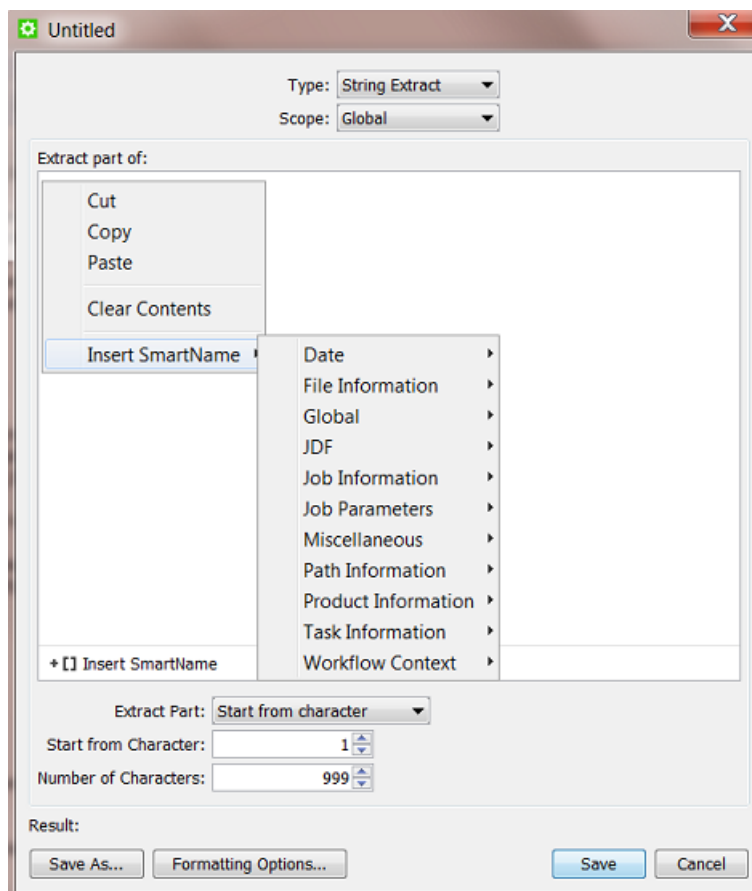 Untitled
Type: String Extract
Scope: Global
Extract part of:
Cut
Copy
Paste
Clear Contents
Insert SmartName
Date
File Information
Global
JDF
Job Information
Job Parameters
Miscellaneous
Path Information
Product Information
Task Information
Workflow Context
+[] Insert SmartName
Extract Part: Start from character
Start from Character: 1
Number of Characters: 999
Result:
Save As... Formatting Options... Save Cancel